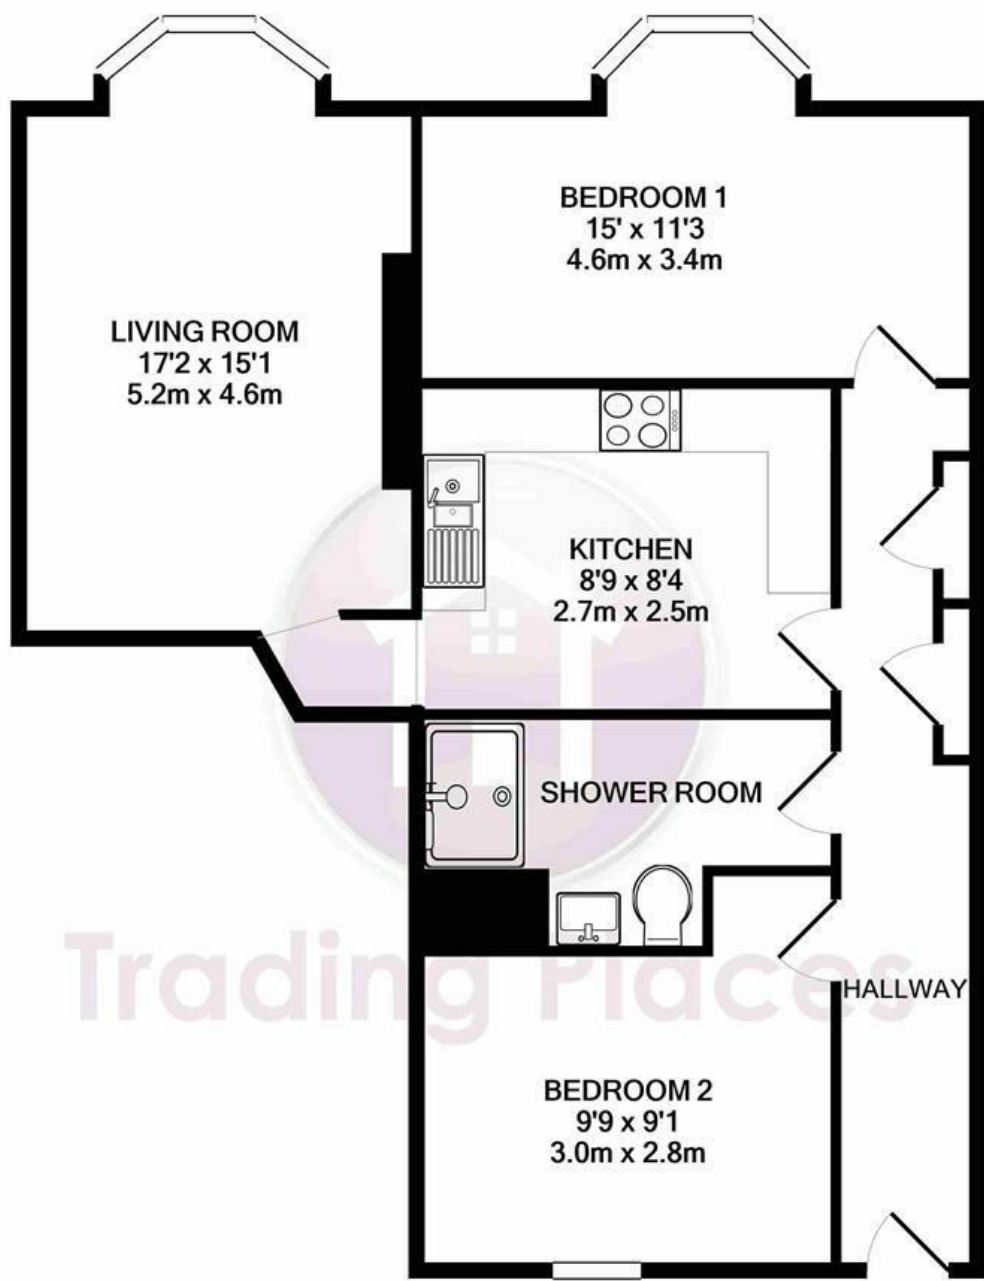 BEDROOM 1
15' x 11'3
4.6m x 3.4m
LIVING ROOM
17'2 x 15'1
5.2m x 4.6m
KITCHEN
8'9 x 8'4
2.7m x 2.5m
SHOWER ROOM
Trading Places
HALLWAY
BEDROOM 2
9'9 x 9'1
3.0m x 2.8m